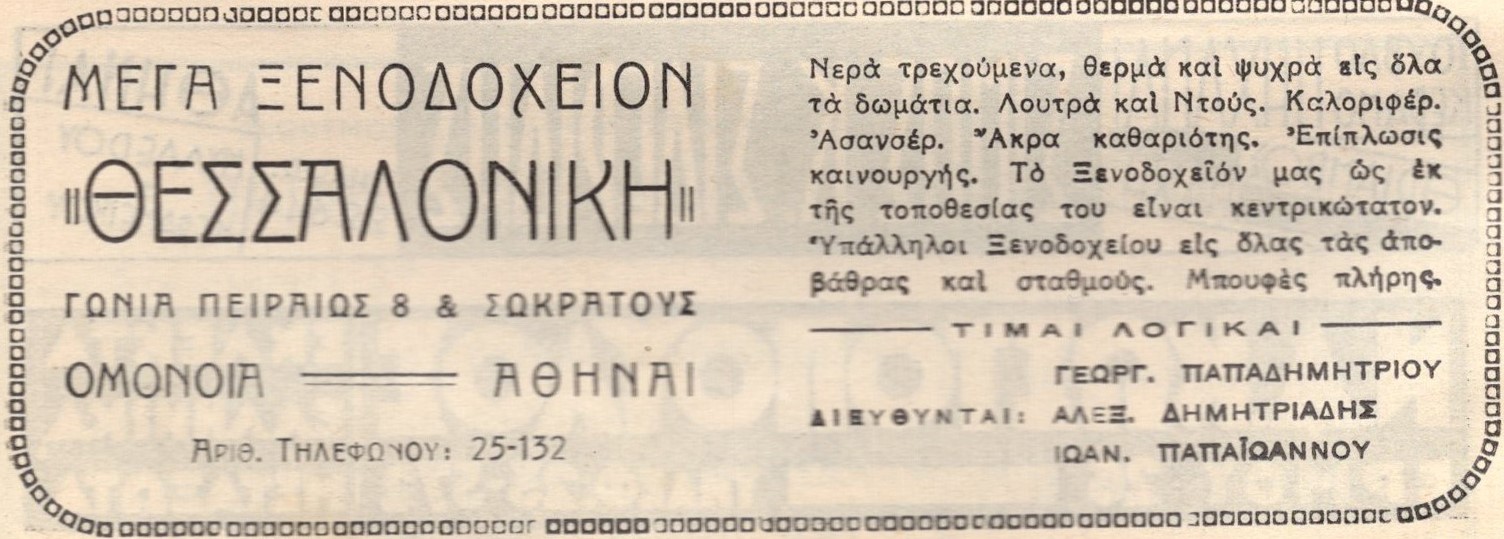 ΜΕΓΑ ΞΕΝΟΔΟΧΕΙΟΝ
"ΘΕΣΣΑΛΟΝΙΚΗ"
ΓΩΝΙΑ ΠΕΙΡΑΙΩΣ 8 & ΣΩΚΡΑΤΟΥΣ
ΟΜΟΝΟΙΑ ΑΘΗΝΑΙ
ΑΡΙΘ. ΤΗΛΕΦΩΝΟΥ: 25-132
Νερὰ τρεχούμενα, θερμὰ καὶ ψυχρὰ εἰς ὅλα
τὰ δωμάτια. Λουτρὰ καὶ Ντούς. Καλοριφέρ.
Ἀσανσέρ. Ἄκρα καθαριότης. Ἐπίπλωσις
καινουργής. Τὸ Ξενοδοχεῖόν μας ὡς ἐκ
τῆς τοποθεσίας του εἶναι κεντρικώτατον.
Ὑπάλληλοι Ξενοδοχείου εἰς ὅλας τὰς ἀπο-
βάθρας καὶ σταθμούς. Μπουφὲς πλήρης.
ΤΙΜΑΙ ΛΟΓΙΚΑΙ
ΓΕΩΡΓ. ΠΑΠΑΔΗΜΗΤΡΙΟΥ
ΔΙΕΥΘΥΝΤΑΙ: ΑΛΕΞ. ΔΗΜΗΤΡΙΑΔΗΣ
ΙΩΑΝ. ΠΑΠΑΪΩΑΝΝΟΥ